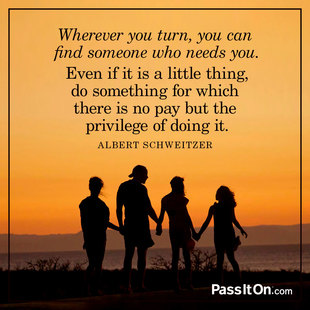 Wherever you turn, you can
find someone who needs you.
Even if it is a little thing,
do something for which
there is no pay but the
privilege of doing it.
ALBERT SCHWEITZER
PassItOn.com